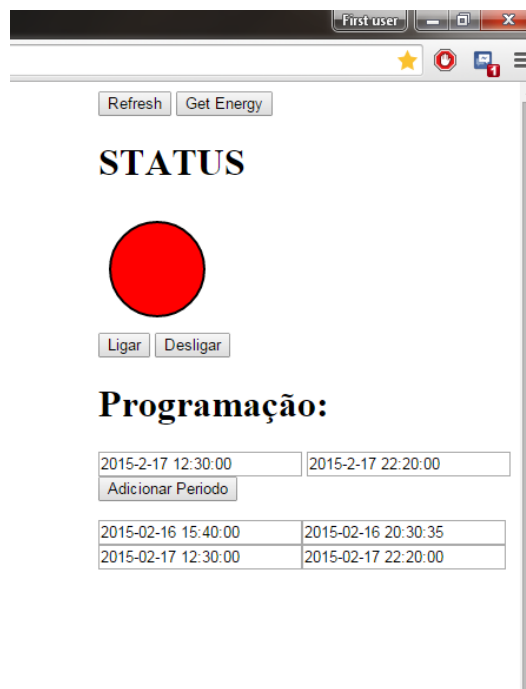 First user
1
Refresh Get Energy
STATUS
Ligar Desligar
Programação:
2015-2-17 12:30:00 2015-2-17 22:20:00
Adicionar Periodo
2015-02-16 15:40:00 2015-02-16 20:30:35
2015-02-17 12:30:00 2015-02-17 22:20:00